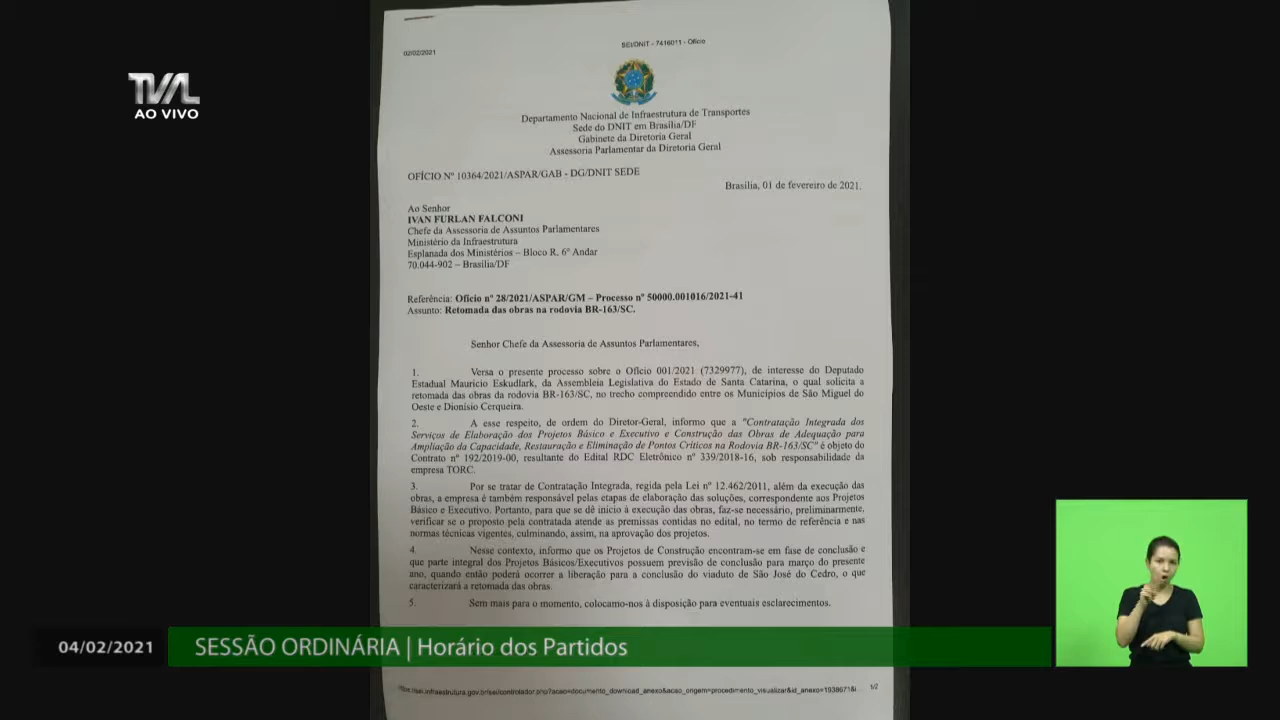 02/02/2021
SEI/DNIT - 7416011 - Ofício
TVAL
AO VIVO
Departamento Nacional de Infraestrutura de Transportes
Sede do DNIT em Brasília/DF
Gabinete da Diretoria Geral
Assessoria Parlamentar da Diretoria Geral
OFÍCIO Nº 10364/2021/ASPAR/GAB - DG/DNIT SEDE
Brasília, 01 de fevereiro de 2021.
Ao Senhor
IVAN FURLAN FALCONI
Chefe da Assessoria de Assuntos Parlamentares
Ministério da Infraestrutura
Esplanada dos Ministérios – Bloco R. 6º Andar
70.044-902 – Brasília/DF
Referência: Ofício nº 28/2021/ASPAR/GM – Processo nº 50000.001016/2021-41
Assunto: Retomada das obras na rodovia BR-163/SC.
Senhor Chefe da Assessoria de Assuntos Parlamentares,
1. Versa o presente processo sobre o Ofício 001/2021 (7329977), de interesse do Deputado
Estadual Maurício Eskudlark, da Assembleia Legislativa do Estado de Santa Catarina, o qual solicita a
retomada das obras da rodovia BR-163/SC, no trecho compreendido entre os Municípios de São Miguel do
Oeste e Dionísio Cerqueira.
2. A esse respeito, de ordem do Diretor-Geral, informo que a "Contratação Integrada dos
Serviços de Elaboração dos Projetos Básico e Executivo e Construção das Obras de Adequação para
Ampliação da Capacidade, Restauração e Eliminação de Pontos Críticos na Rodovia BR-163/SC" é objeto do
Contrato nº 192/2019-00, resultante do Edital RDC Eletrônico nº 339/2018-16, sob responsabilidade da
empresa TORC.
3. Por se tratar de Contratação Integrada, regida pela Lei nº 12.462/2011, além da execução das
obras, a empresa é também responsável pelas etapas de elaboração das soluções, correspondente aos Projetos
Básico e Executivo. Portanto, para que se dê início à execução das obras, faz-se necessário, preliminarmente,
verificar se o proposto pela contratada atende as premissas contidas no edital, no termo de referência e nas
normas técnicas vigentes, culminando, assim, na aprovação dos projetos.
4. Nesse contexto, informo que os Projetos de Construção encontram-se em fase de conclusão e
que parte integral dos Projetos Básicos/Executivos possuem previsão de conclusão para março do presente
ano, quando então poderá ocorrer a liberação para a conclusão do viaduto de São José do Cedro, o que
caracterizará a retomada das obras.
5. Sem mais para o momento, colocamo-nos à disposição para eventuais esclarecimentos.
04/02/2021
SESSÃO ORDINÁRIA | Horário dos Partidos
https://sei.infraestrutura.gov.br/sei/controlador.php?acao=documento_download_anexo&acao_origem=procedimento_visualizar&id_anexo=1938671&i... 1/2